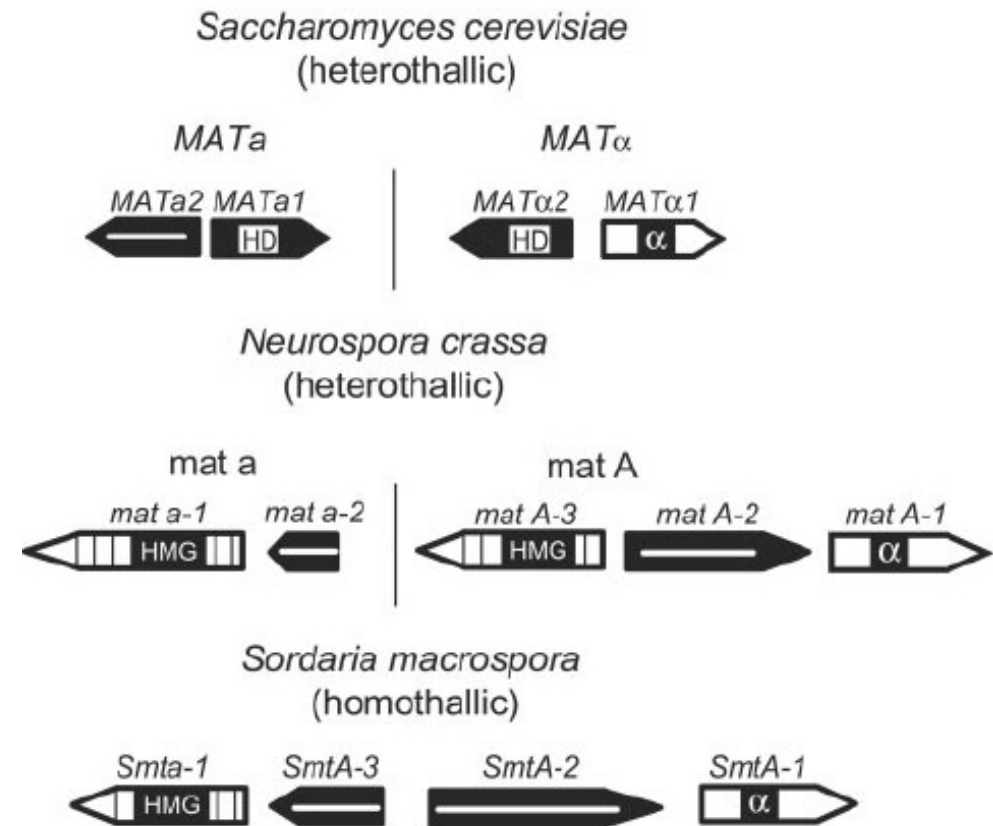 Saccharomyces cerevisiae
(heterothallic)
MATa MATα
MATa2 MATa1 MATα2 MATα1
HD HD α
Neurospora crassa
(heterothallic)
mat a mat A
mat a-1 mat a-2 mat A-3 mat A-2 mat A-1
HMG HMG α
Sordaria macrospora
(homothallic)
Smta-1 SmtA-3 SmtA-2 SmtA-1
HMG α